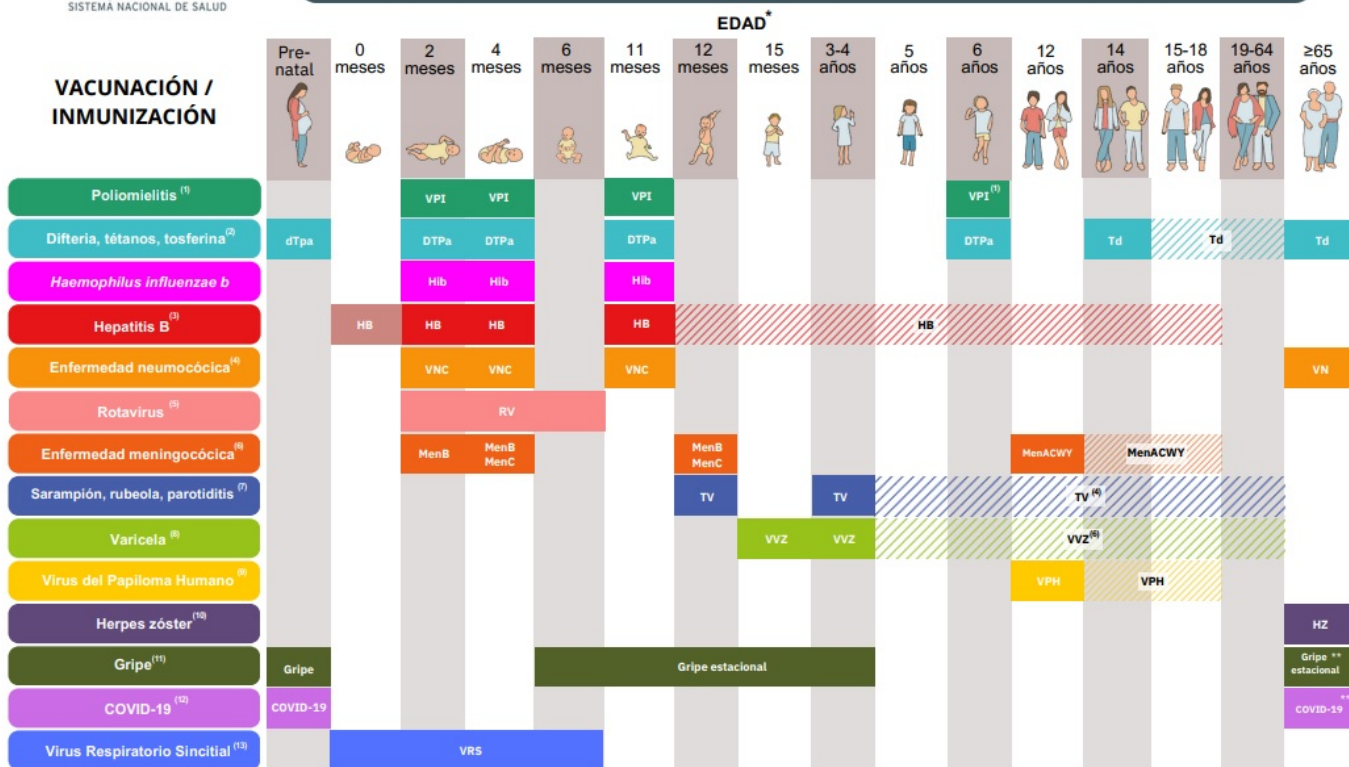 SISTEMA NACIONAL DE SALUD
EDAD*
VACUNACIÓN /
INMUNIZACIÓN
Pre-
natal
0
meses
2
meses
4
meses
6
meses
11
meses
12
meses
15
meses
3-4
años
5
años
6
años
12
años
14
años
15-18
años
19-64
años
≥65
años
Poliomielitis (1) VPI VPI VPI VPI(1)
Difteria, tétanos, tosferina(2) dTpa DTPa DTPa DTPa DTPa Td Td Td
Haemophilus influenzae b Hib Hib Hib
Hepatitis B(3) HB HB HB HB HB
Enfermedad neumocócica(4) VNC VNC VNC VN
Rotavirus (5) RV
Enfermedad meningocócica(6) MenB MenB MenC MenB MenC MenACWY MenACWY
Sarampión, rubeola, parotiditis (7) TV TV TV (4)
Varicela (8) VVZ VVZ VVZ(6)
Virus del Papiloma Humano (9) VPH VPH
Herpes zóster(10) HZ
Gripe(11) Gripe Gripe estacional Gripe ** estacional
COVID-19 (12) COVID-19 COVID-19 **
Virus Respiratorio Sincitial (13) VRS